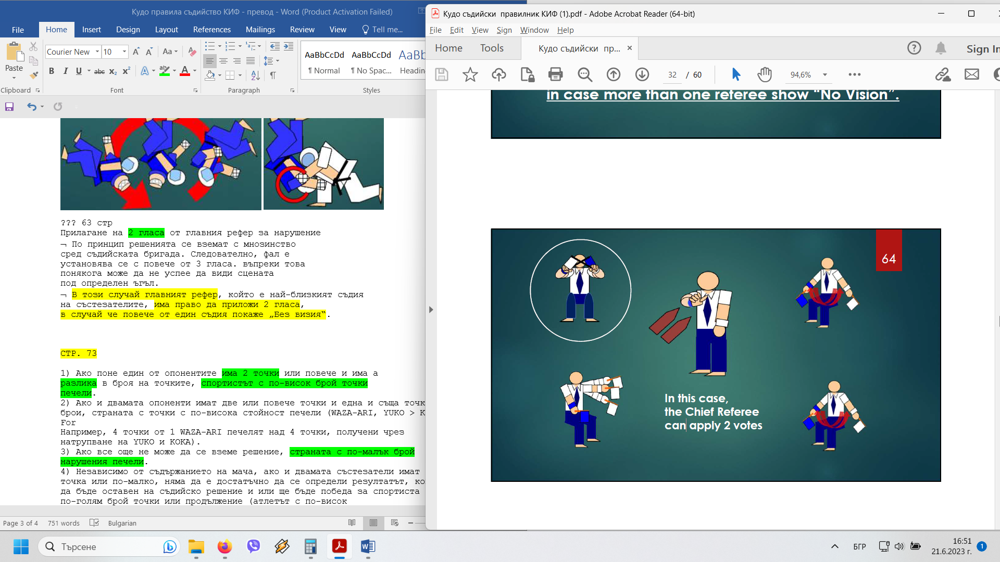 Кудо правила съдийство КИФ - превод - Word (Product Activation Failed)
File
Home
Insert
Design
Layout
References
Mailings
Review
View
Tell me...
Paste
Courier New
10
Aa
B I U abc X₂ X² A ab A
AaBbCcDd
AaBbCcDd
AaBb
¶ Normal
¶ No Spac...
Headin
Clipboard
Font
Paragraph
Styles
??? 63 стр
Прилагане на 2 гласа от главния рефер за нарушение
¬ По принцип решенията се вземат с мнозинство
сред съдийската бригада. Следователно, фал е
установява се с повече от 3 гласа. въпреки това
понякога може да не успее да види сцената
под определен ъгъл.
¬ В този случай главният рефер, който е най-близкият съдия
на състезателите, има право да приложи 2 гласа,
в случай че повече от един съдия покаже „Без визия“.
СТР. 73
1) Ако поне един от опонентите има 2 точки или повече и има а
разлика в броя на точките, спортистът с по-висок брой точки
печели.
2) Ако и двамата опоненти имат две или повече точки и една и съща точк
брои, страната с точки с по-висока стойност печели (WAZA-ARI, YUKO > K
For
Например, 4 точки от 1 WAZA-ARI печелят над 4 точки, получени чрез
натрупване на YUKO и KOKA).
3) Ако все още не може да се вземе решение, страната с по-малък брой
нарушения печели.
4) Независимо от съдържанието на мача, ако и двамата състезатели имат
точка или по-малко, няма да е достатъчно да се определи резултатът, ко
да бъде оставен на съдийско решение и или ще бъде победа за спортиста
по-голям брой точки или продължение (атлетът с по-висок
Page 3 of 4
751 words
Bulgarian
Кудо съдийски  правилник КИФ (1).pdf - Adobe Acrobat Reader (64-bit)
File
Edit
View
Sign
Window
Help
Home
Tools
Кудо съдийски  пр...
Sign In
32 / 60
94,6%
in case more than one referee show "No Vision".
64
In this case,
the Chief Referee
can apply 2 votes
Търсене
БГР
16:51
21.6.2023 г.
1